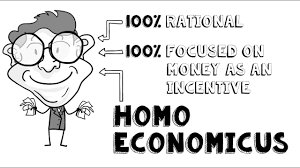 100% RATIONAL
100% FOCUSED ON
MONEY AS AN
INCENTIVE
HOMO
ECONOMICUS